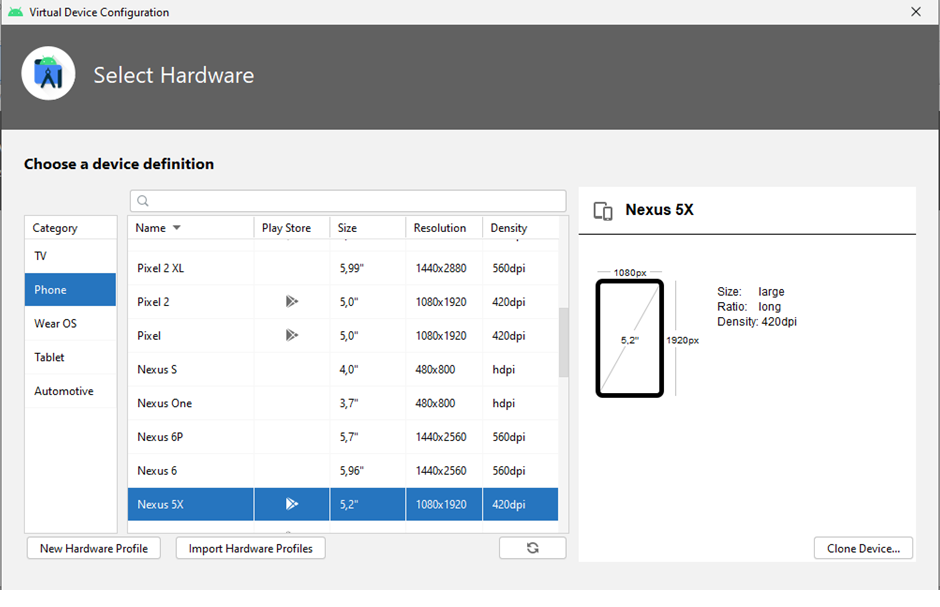 Virtual Device Configuration
Select Hardware
Choose a device definition
Category
TV
Phone
Wear OS
Tablet
Automotive
Name Play Store Size Resolution Density
Pixel 2 XL 5,99" 1440x2880 560dpi
Pixel 2 5,0" 1080x1920 420dpi
Pixel 5,0" 1080x1920 420dpi
Nexus S 4,0" 480x800 hdpi
Nexus One 3,7" 480x800 hdpi
Nexus 6P 5,7" 1440x2560 560dpi
Nexus 6 5,96" 1440x2560 560dpi
Nexus 5X 5,2" 1080x1920 420dpi
New Hardware Profile
Import Hardware Profiles
Nexus 5X
1080px
5,2"
1920px
Size: large
Ratio: long
Density: 420dpi
Clone Device...